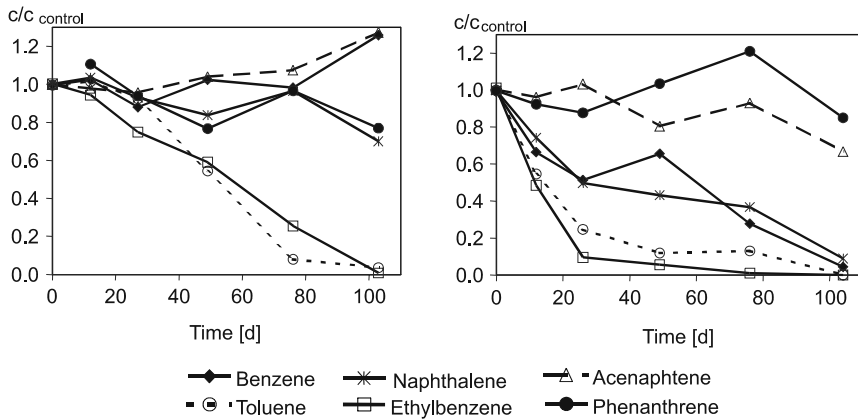 c/c control
1.2
1.0
0.8
0.6
0.4
0.2
0.0
0 20 40 60 80 100
Time [d]
c/c control
1.2
1.0
0.8
0.6
0.4
0.2
0.0
0 20 40 60 80 100
Time [d]
Benzene Naphthalene Acenaphtene
Toluene Ethylbenzene Phenanthrene